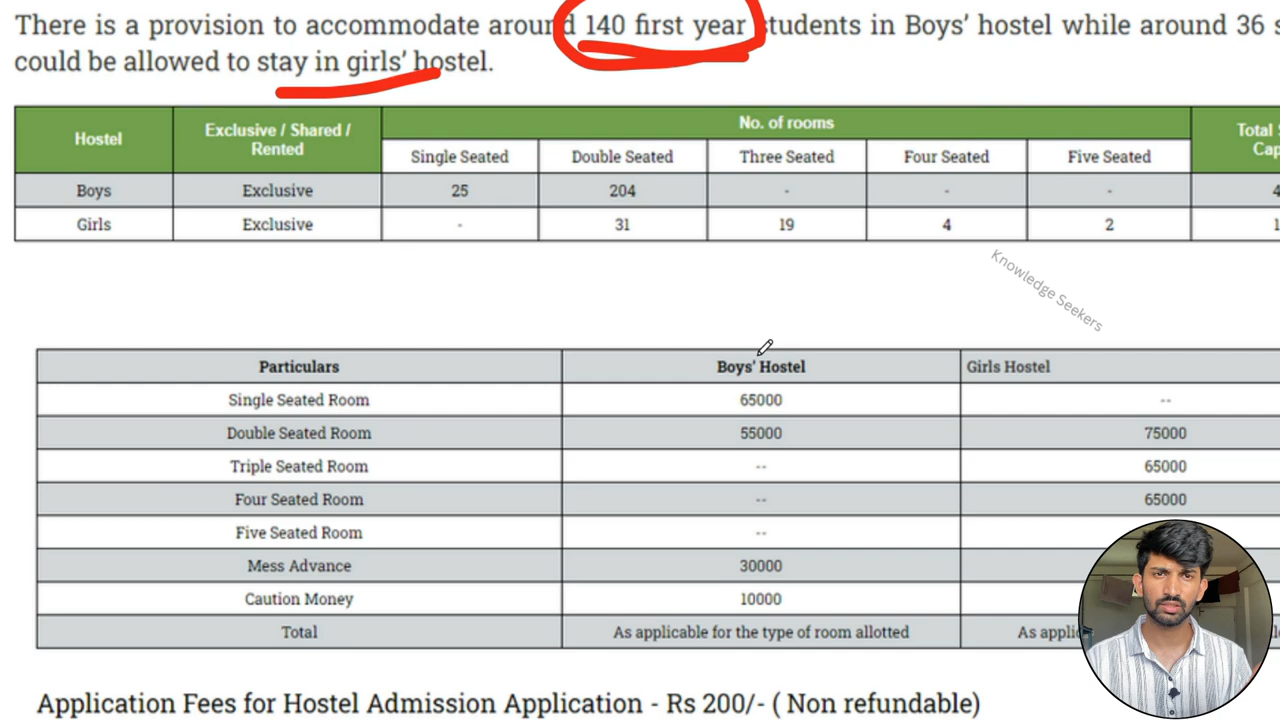 There is a provision to accommodate around 140 first year students in Boys' hostel while around 36
could be allowed to stay in girls' hostel.
Hostel Exclusive / Shared / Rented No. of rooms Total
Single Seated Double Seated Three Seated Four Seated Five Seated
Boys Exclusive 25 204 - - -
Girls Exclusive - 31 19 4 2
Knowledge Seekers
Particulars Boys' Hostel Girls Hostel
Single Seated Room 65000 --
Double Seated Room 55000 75000
Triple Seated Room -- 65000
Four Seated Room -- 65000
Five Seated Room --
Mess Advance 30000
Caution Money 10000
Total As applicable for the type of room allotted As
Application Fees for Hostel Admission Application - Rs 200/- ( Non refundable)